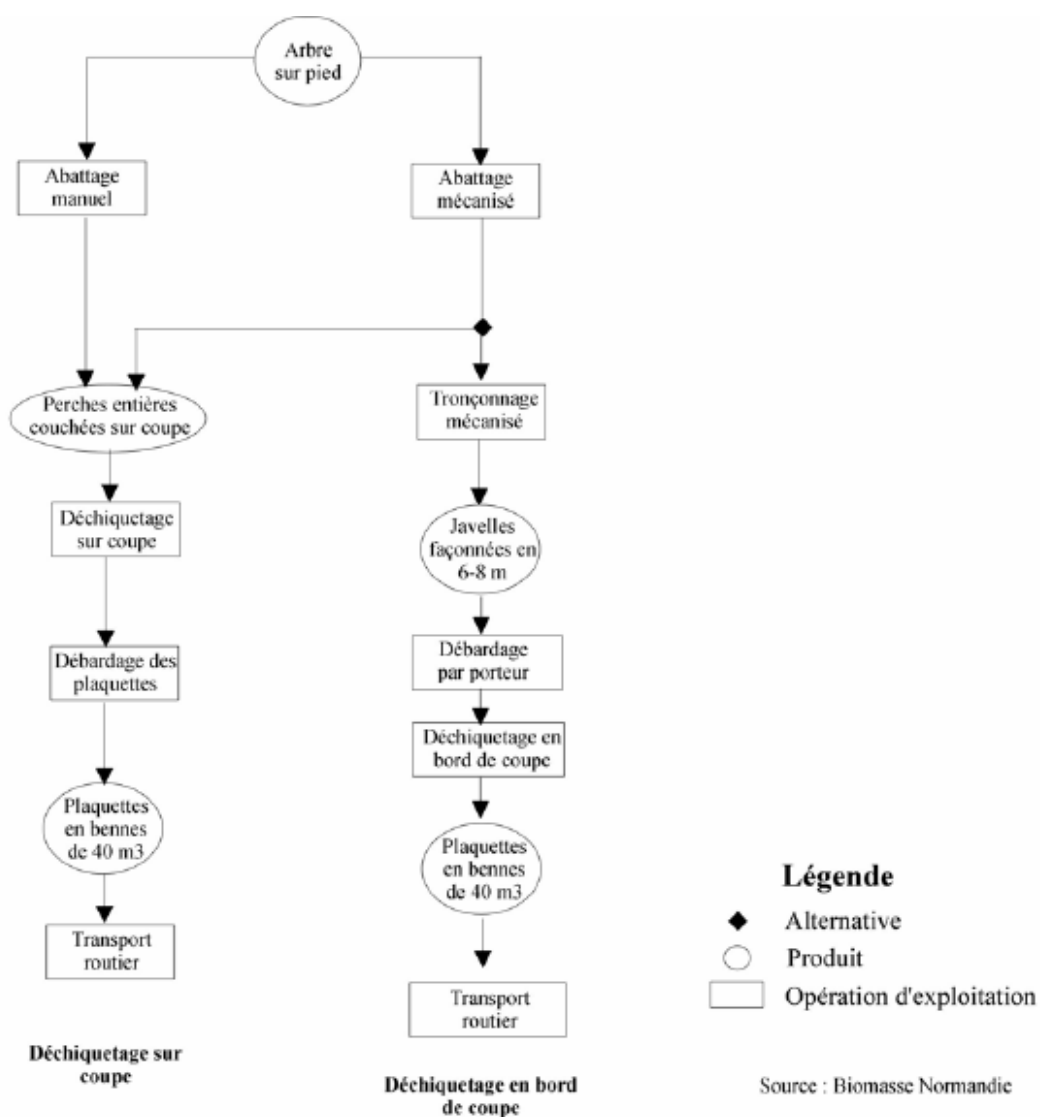 Arbre
sur pied
Abattage
manuel
Abattage
mécanisé
Perches entières
couchées sur coupe
Tronçonnage
mécanisé
Déchiquetage
sur coupe
Javelles
façonnées en
6-8 m
Débardage des
plaquettes
Débardage
par porteur
Déchiquetage en
bord de coupe
Plaquettes
en bennes
de 40 m3
Plaquettes
en bennes
de 40 m3
Transport
routier
Transport
routier
Déchiquetage sur
coupe
Déchiquetage en bord
de coupe
Légende
Alternative
Produit
Opération d'exploitation
Source : Biomasse Normandie